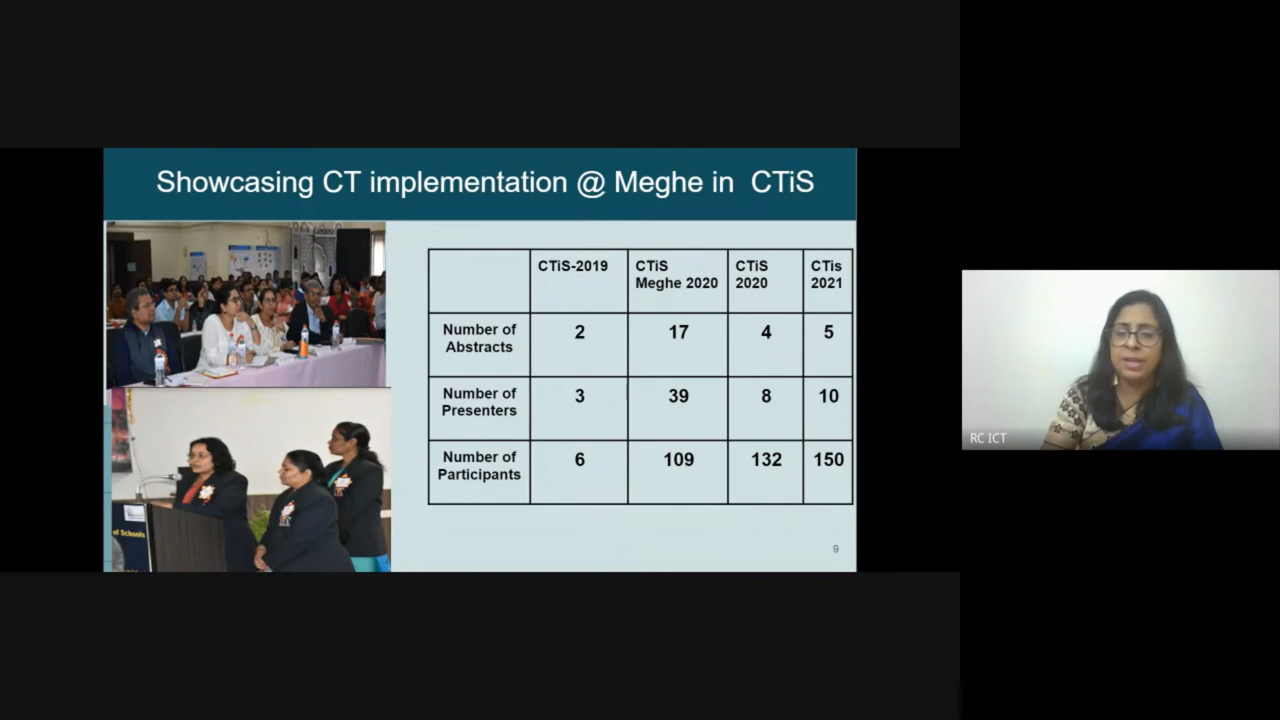 Showcasing CT implementation @ Meghe in CTiS
CTiS-2019
CTiS
Meghe 2020
CTiS
2020
CTis
2021
Number of
Abstracts
2
17
4
5
Number of
Presenters
3
39
8
10
Number of
Participants
6
109
132
150
9
of Schools
RC ICT